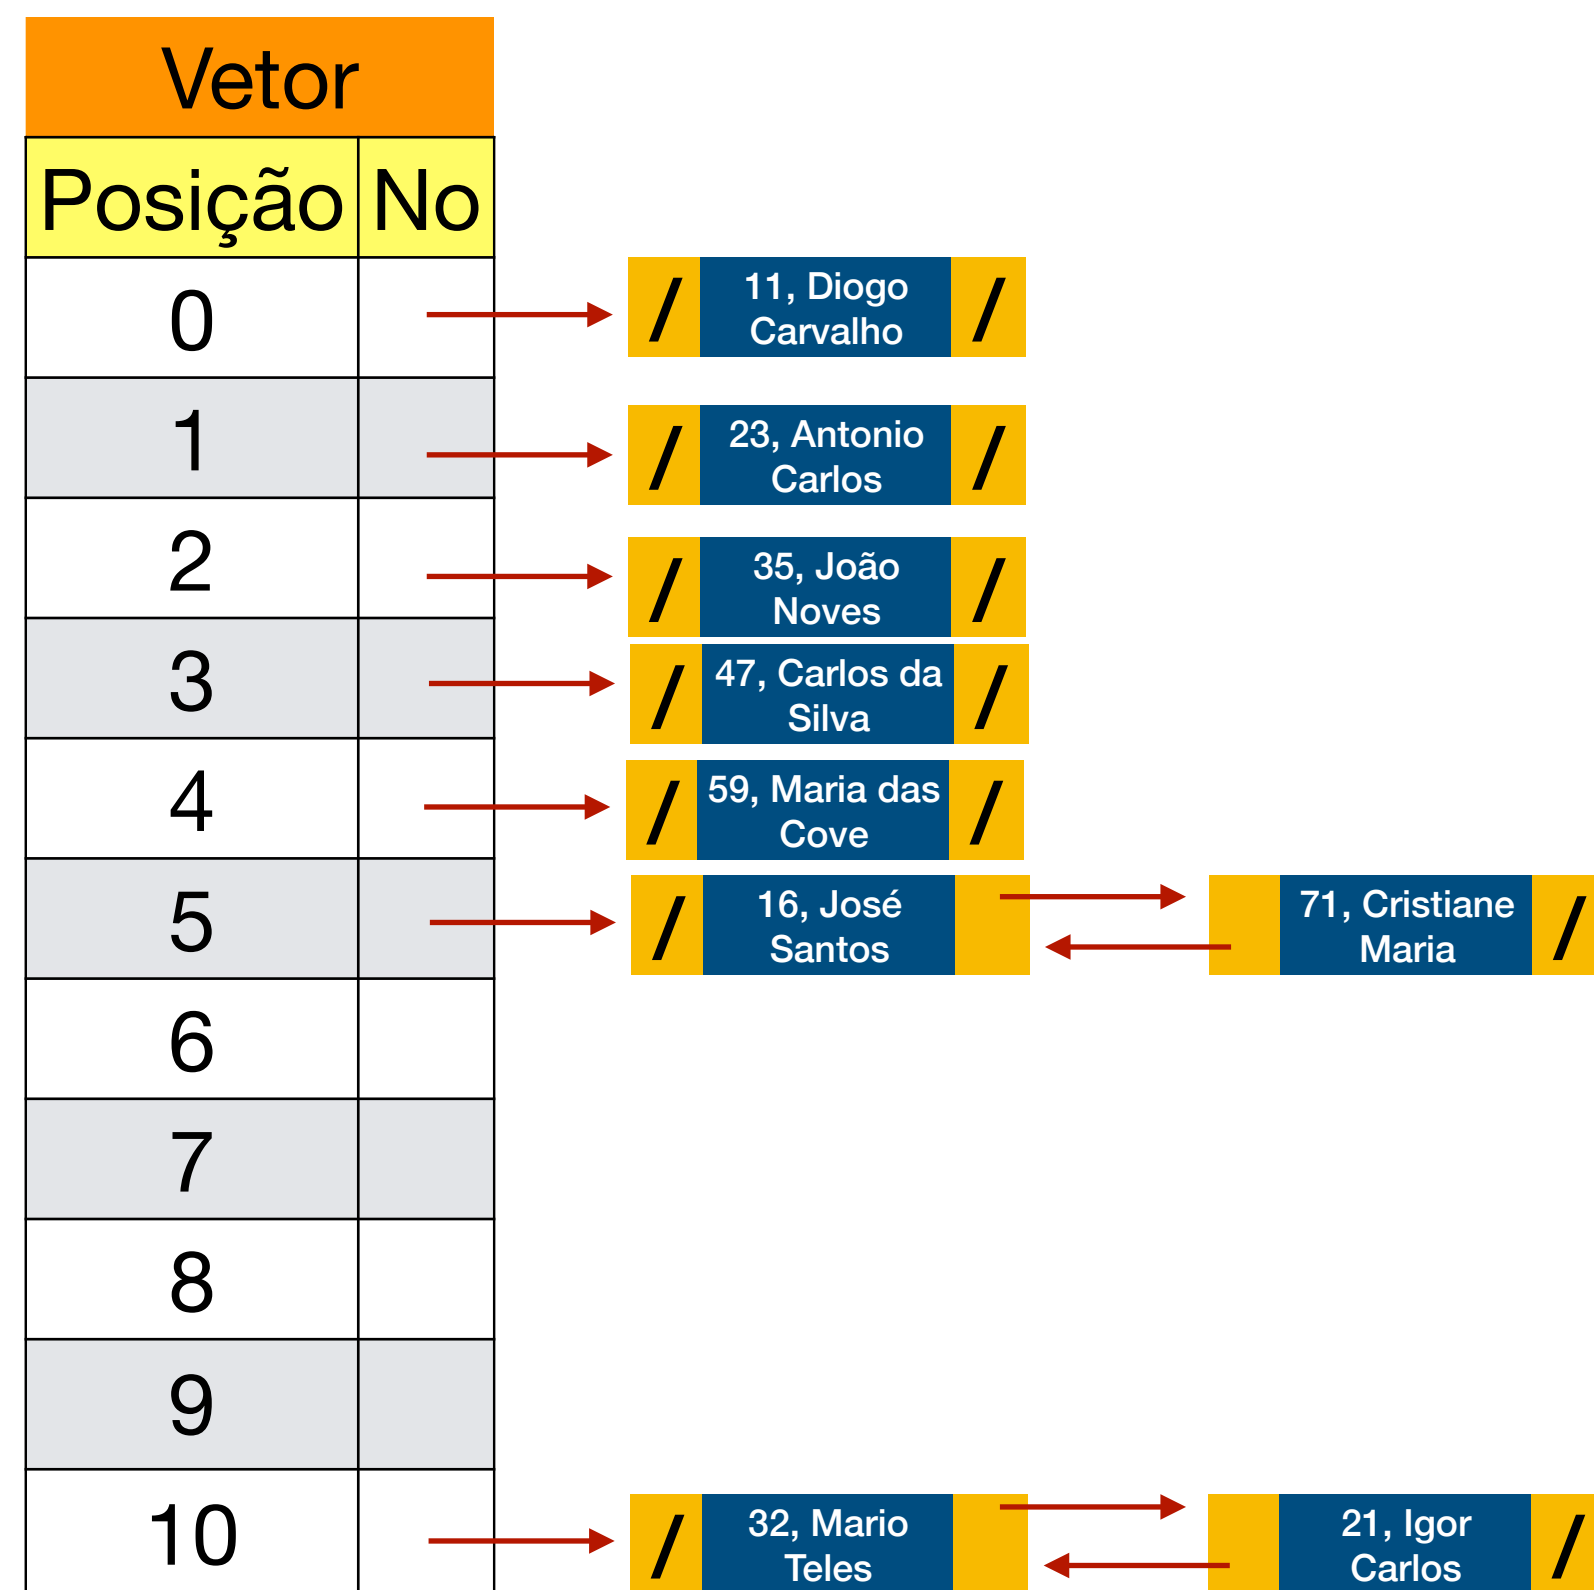 Vetor
Posição No
0
/ 11, Diogo /
Carvalho
1
/ 23, Antonio /
Carlos
2
/ 35, João /
Noves
3
/ 47, Carlos da /
Silva
4
/ 59, Maria das /
Cove
5
/ 16, José
Santos
71, Cristiane /
Maria
6
7
8
9
10
/ 32, Mario
Teles
21, Igor /
Carlos